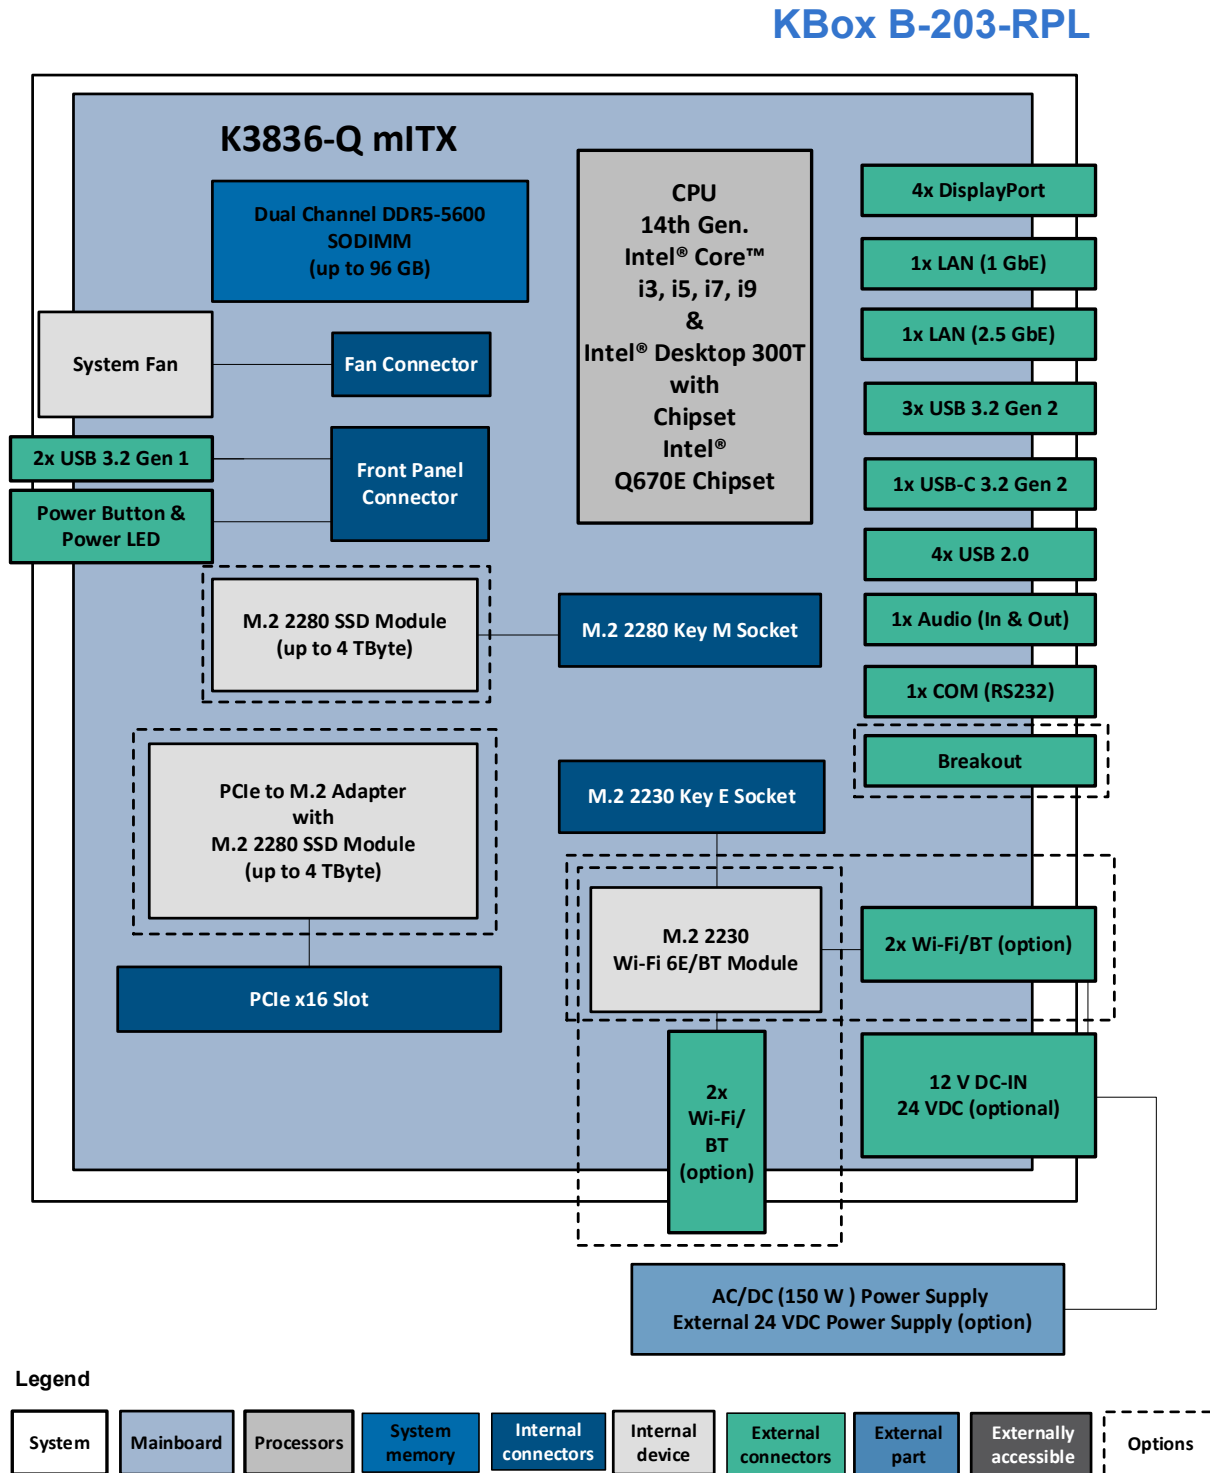 KBox B-203-RPL
K3836-Q mITX
Dual Channel DDR5-5600
SODIMM
(up to 96 GB)
CPU
14th Gen.
Intel® Core™
i3, i5, i7, i9
&
Intel® Desktop 300T
with
Chipset
Intel®
Q670E Chipset
4x DisplayPort
1x LAN (1 GbE)
1x LAN (2.5 GbE)
3x USB 3.2 Gen 2
1x USB-C 3.2 Gen 2
4x USB 2.0
1x Audio (In & Out)
1x COM (RS232)
Breakout
System Fan
Fan Connector
2x USB 3.2 Gen 1
Power Button &
Power LED
Front Panel
Connector
M.2 2280 SSD Module
(up to 4 TByte)
M.2 2280 Key M Socket
PCIe to M.2 Adapter
with
M.2 2280 SSD Module
(up to 4 TByte)
M.2 2230 Key E Socket
M.2 2230
Wi-Fi 6E/BT Module
2x Wi-Fi/BT (option)
PCIe x16 Slot
2x
Wi-Fi/
BT
(option)
12 V DC-IN
24 VDC (optional)
AC/DC (150 W ) Power Supply
External 24 VDC Power Supply (option)
Legend
System
Mainboard
Processors
System
memory
Internal
connectors
Internal
device
External
connectors
External
part
Externally
accessible
Options